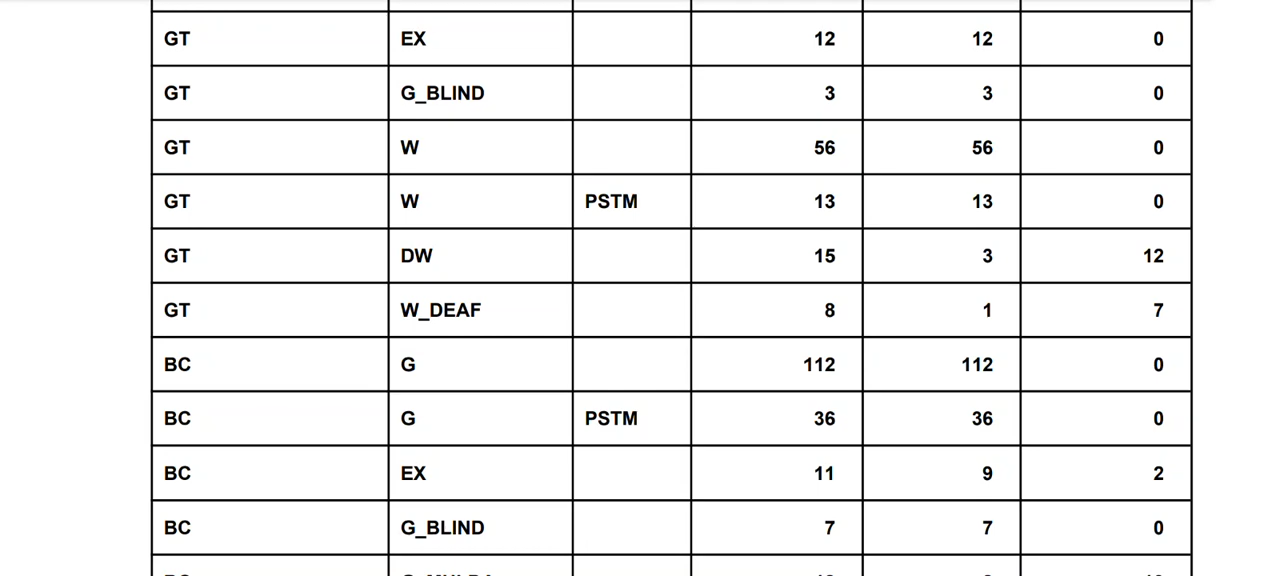 GT EX 12 12 0
GT G_BLIND 3 3 0
GT W 56 56 0
GT W PSTM 13 13 0
GT DW 15 3 12
GT W_DEAF 8 1 7
BC G 112 112 0
BC G PSTM 36 36 0
BC EX 11 9 2
BC G_BLIND 7 7 0